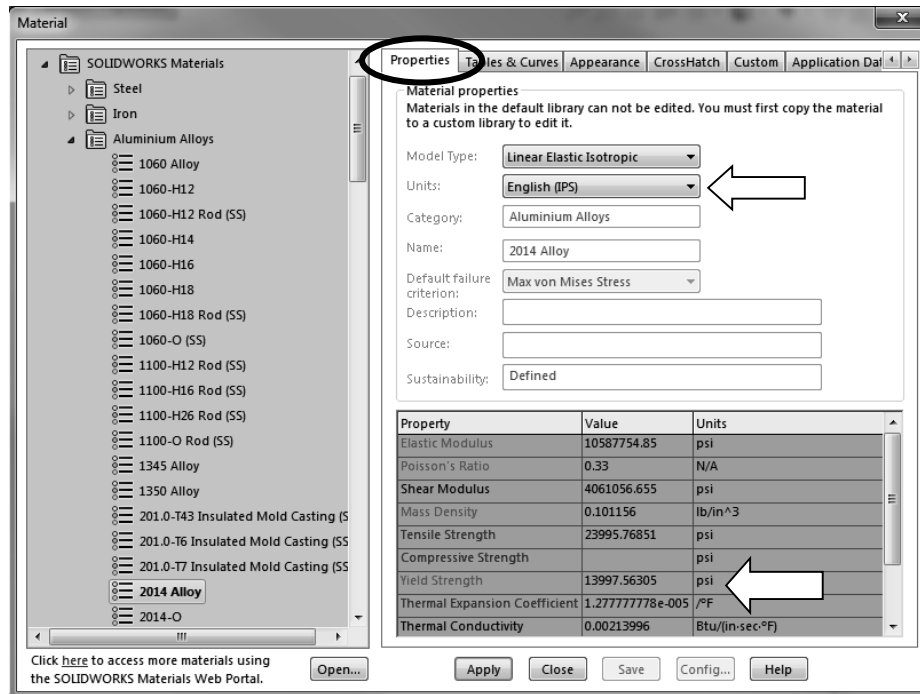 Material
SOLIDWORKS Materials
Steel
Iron
Aluminium Alloys
1060 Alloy
1060-H12
1060-H12 Rod (SS)
1060-H14
1060-H16
1060-H18
1060-H18 Rod (SS)
1060-O (SS)
1100-H12 Rod (SS)
1100-H16 Rod (SS)
1100-H26 Rod (SS)
1100-O Rod (SS)
1345 Alloy
1350 Alloy
201.0-T43 Insulated Mold Casting (S
201.0-T6 Insulated Mold Casting (SS
201.0-T7 Insulated Mold Casting (SS
2014 Alloy
2014-O
Click here to access more materials using
the SOLIDWORKS Materials Web Portal.
Open...
Properties Tables & Curves Appearance CrossHatch Custom Application Dat
Material properties
Materials in the default library can not be edited. You must first copy the material
to a custom library to edit it.
Model Type: Linear Elastic Isotropic
Units: English (IPS)
Category: Aluminium Alloys
Name: 2014 Alloy
Default failure
criterion: Max von Mises Stress
Description:
Source:
Sustainability: Defined
Property Value Units
Elastic Modulus 10587754.85 psi
Poisson's Ratio 0.33 N/A
Shear Modulus 4061056.655 psi
Mass Density 0.101156 lb/in^3
Tensile Strength 23995.76851 psi
Compressive Strength psi
Yield Strength 13997.56305 psi
Thermal Expansion Coefficient 1.277777778e-005 /°F
Thermal Conductivity 0.00213996 Btu/(in·sec·°F)
Apply Close Save Config... Help